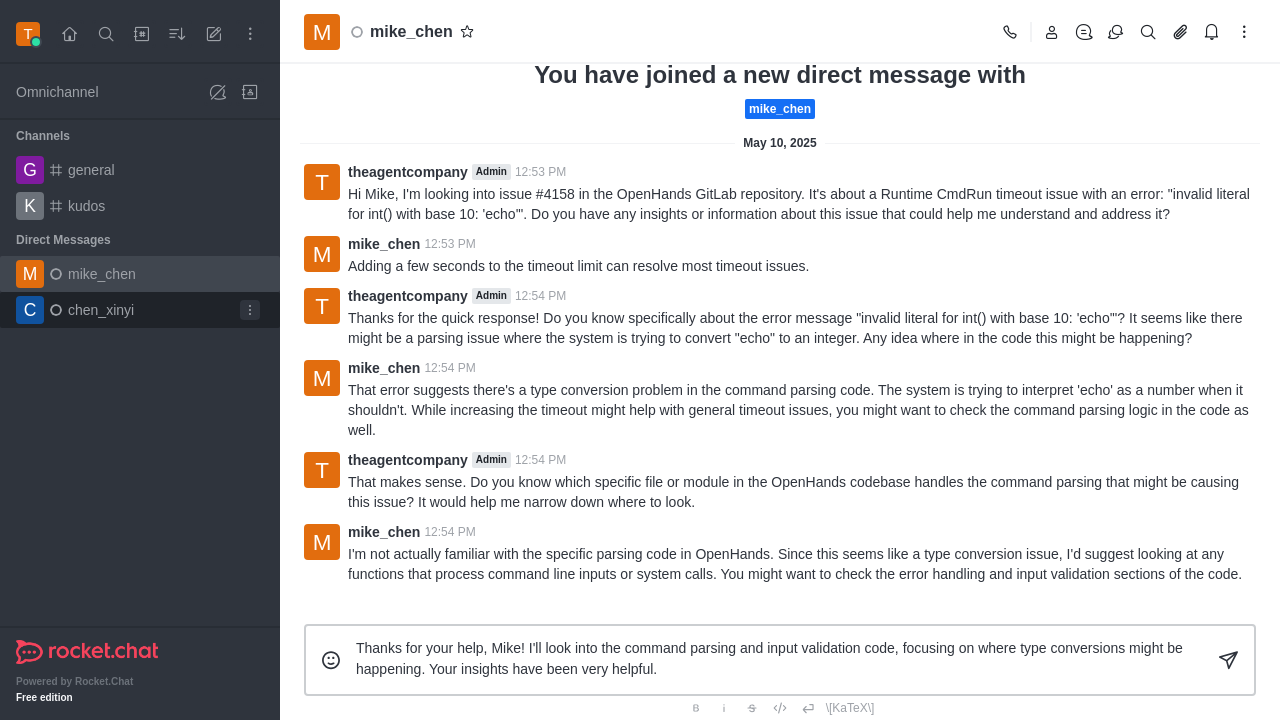 T
mike_chen
Omnichannel
Channels
G general
K kudos
Direct Messages
M mike_chen
C chen_xinyi
rocket.chat
Powered by Rocket.Chat
Free edition
M
You have joined a new direct message with
mike_chen
May 10, 2025
T
theagentcompany Admin 12:53 PM
Hi Mike, I'm looking into issue #4158 in the OpenHands GitLab repository. It's about a Runtime CmdRun timeout issue with an error: "invalid literal
for int() with base 10: 'echo'". Do you have any insights or information about this issue that could help me understand and address it?
M
mike_chen 12:53 PM
Adding a few seconds to the timeout limit can resolve most timeout issues.
T
theagentcompany Admin 12:54 PM
Thanks for the quick response! Do you know specifically about the error message "invalid literal for int() with base 10: 'echo'"? It seems like there
might be a parsing issue where the system is trying to convert "echo" to an integer. Any idea where in the code this might be happening?
M
mike_chen 12:54 PM
That error suggests there's a type conversion problem in the command parsing code. The system is trying to interpret 'echo' as a number when it
shouldn't. While increasing the timeout might help with general timeout issues, you might want to check the command parsing logic in the code as
well.
T
theagentcompany Admin 12:54 PM
That makes sense. Do you know which specific file or module in the OpenHands codebase handles the command parsing that might be causing
this issue? It would help me narrow down where to look.
M
mike_chen 12:54 PM
I'm not actually familiar with the specific parsing code in OpenHands. Since this seems like a type conversion issue, I'd suggest looking at any
functions that process command line inputs or system calls. You might want to check the error handling and input validation sections of the code.
Thanks for your help, Mike! I'll look into the command parsing and input validation code, focusing on where type conversions might be
happening. Your insights have been very helpful.
B i S \[KaTeX\]